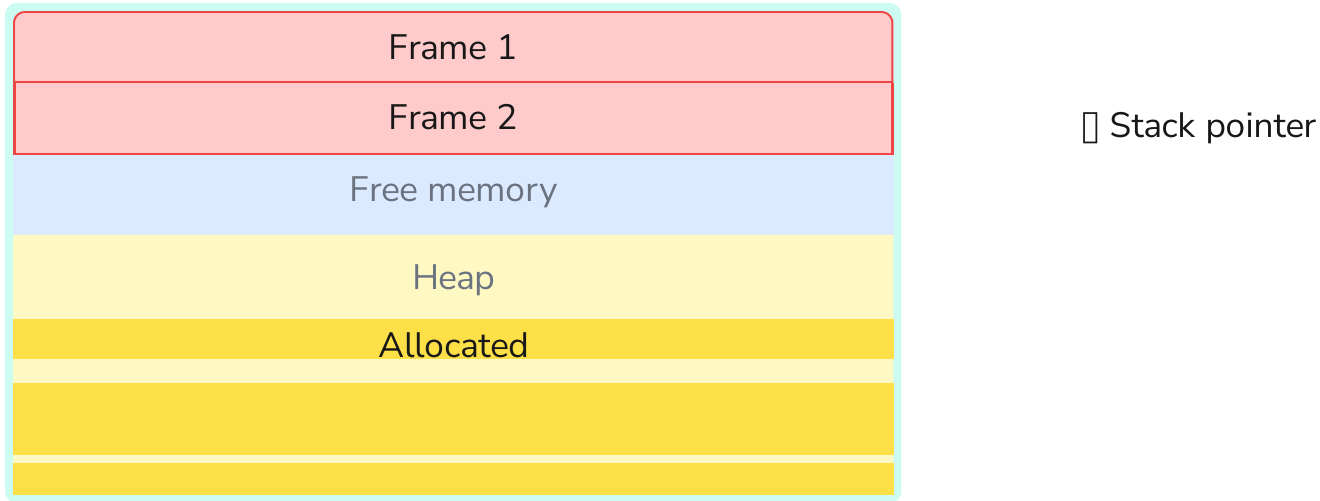 Frame 1
Frame 2
▯ Stack pointer
Free memory
Heap
Allocated